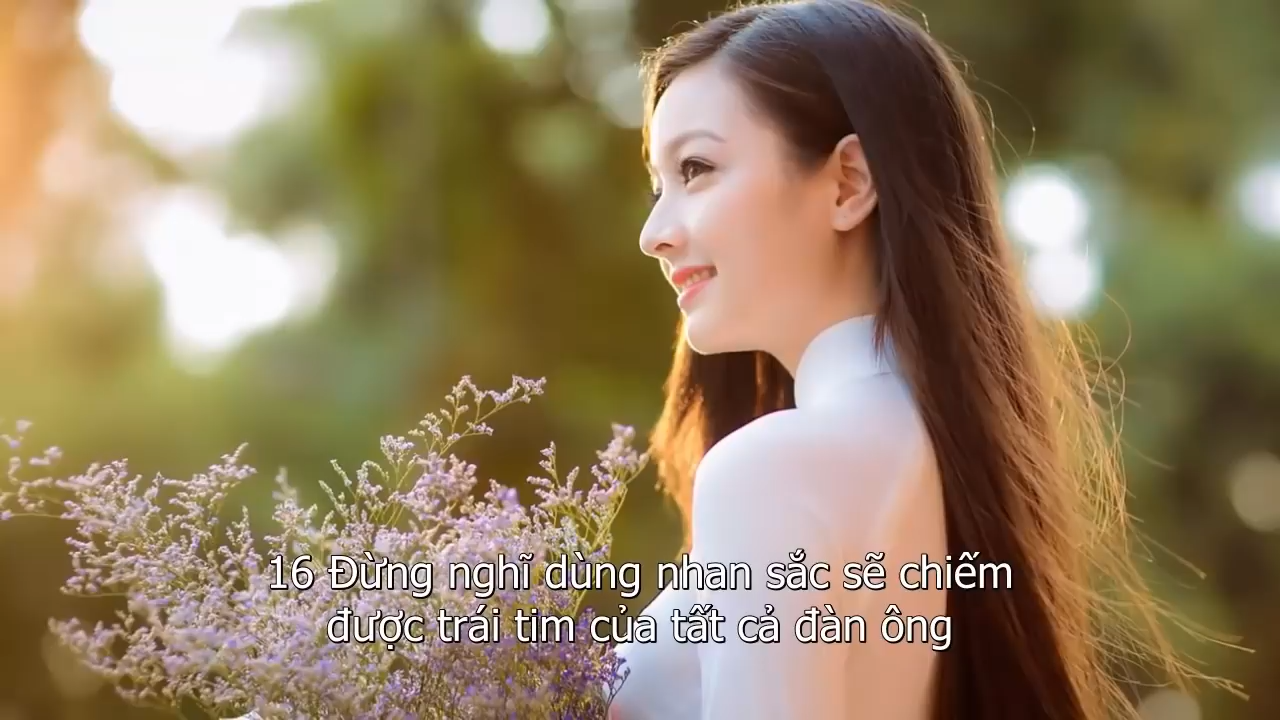 16 Đừng nghĩ dùng nhan sắc sẽ chiếm
được trái tim của tất cả đàn ông